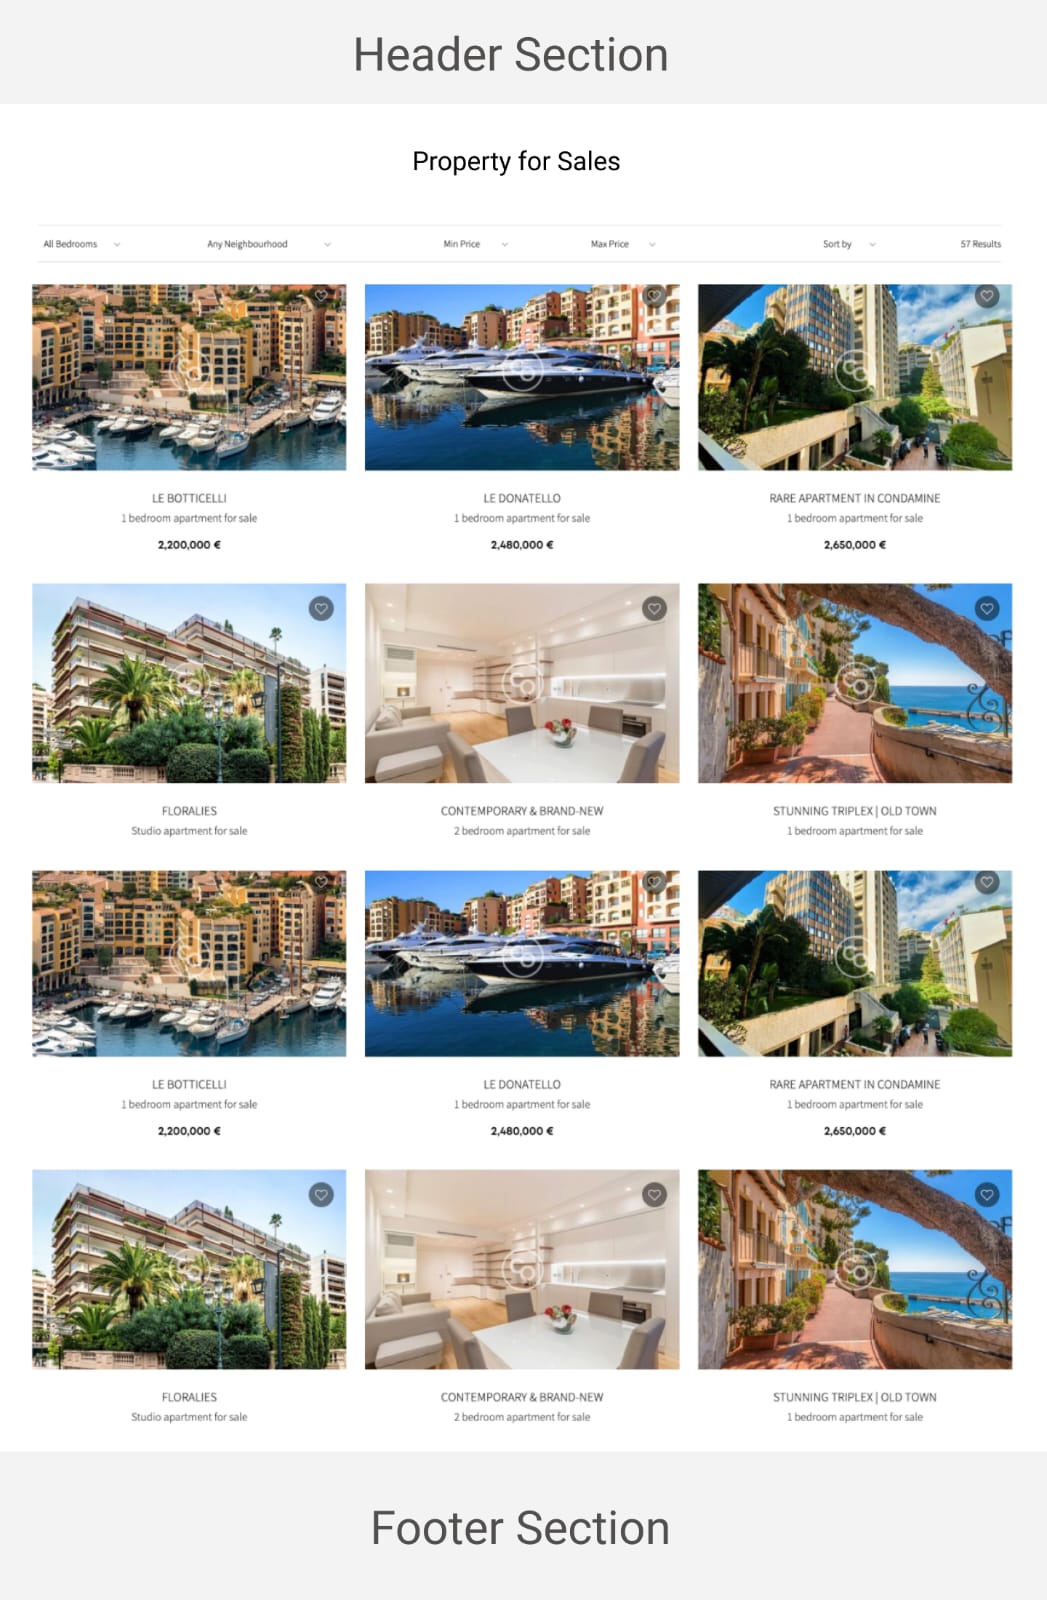 Header Section
Property for Sales
All Bedrooms Any Neighbourhood Min Price Max Price Sort by 57 Results
LE BOTTICELLI LE DONATELLO RARE APARTMENT IN CONDAMINE
1 bedroom apartment for sale 1 bedroom apartment for sale 1 bedroom apartment for sale
2,200,000 € 2,480,000 € 2,650,000 €
FLORALIES CONTEMPORARY & BRAND-NEW STUNNING TRIPLEX | OLD TOWN
Studio apartment for sale 2 bedroom apartment for sale 1 bedroom apartment for sale
LE BOTTICELLI LE DONATELLO RARE APARTMENT IN CONDAMINE
1 bedroom apartment for sale 1 bedroom apartment for sale 1 bedroom apartment for sale
2,200,000 € 2,480,000 € 2,650,000 €
FLORALIES CONTEMPORARY & BRAND-NEW STUNNING TRIPLEX | OLD TOWN
Studio apartment for sale 2 bedroom apartment for sale 1 bedroom apartment for sale
Footer Section